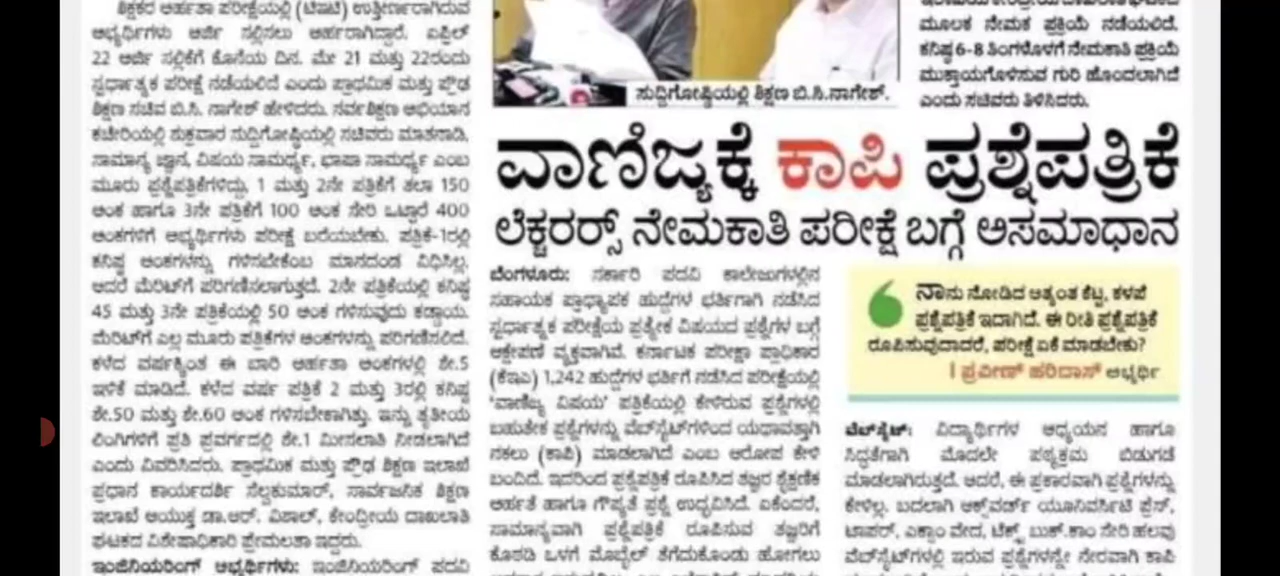 ಶಿಕ್ಷಕರ ಅರ್ಹತಾ ಪರೀಕ್ಷೆಯಲ್ಲಿ (ಟಿಇಟಿ) ಉತ್ತೀರ್ಣರಾಗಿರುವ
ಅಭ್ಯರ್ಥಿಗಳು ಅರ್ಜಿ ಸಲ್ಲಿಸಲು ಅರ್ಹರಾಗಿದ್ದಾರೆ. ಏಪ್ರಿಲ್
22 ಅರ್ಜಿ ಸಲ್ಲಿಕೆಗೆ ಕೊನೆಯ ದಿನ. ಮೇ 21 ಮತ್ತು 22ರಂದು
ಸ್ಪರ್ಧಾತ್ಮಕ ಪರೀಕ್ಷೆ ನಡೆಯಲಿದೆ ಎಂದು ಪ್ರಾಥಮಿಕ ಮತ್ತು ಪ್ರೌಢ
ಶಿಕ್ಷಣ ಸಚಿವ ಬಿ.ಸಿ. ನಾಗೇಶ್ ಹೇಳಿದರು. ಸರ್ವಶಿಕ್ಷಣ ಅಭಿಯಾನ
ಕಚೇರಿಯಲ್ಲಿ ಶುಕ್ರವಾರ ಸುದ್ದಿಗೋಷ್ಠಿಯಲ್ಲಿ ಸಚಿವರು ಮಾತನಾಡಿ,
ಸಾಮಾನ್ಯ ಜ್ಞಾನ, ವಿಷಯ ಸಾಮರ್ಥ್ಯ, ಭಾಷಾ ಸಾಮರ್ಥ್ಯ ಎಂಬ
ಮೂರು ಪ್ರಶ್ನೆಪತ್ರಿಕೆಗಳಿದ್ದು, 1 ಮತ್ತು 2ನೇ ಪತ್ರಿಕೆಗೆ ತಲಾ 150
ಅಂಕ ಹಾಗೂ 3ನೇ ಪತ್ರಿಕೆಗೆ 100 ಅಂಕ ಸೇರಿ ಒಟ್ಟಾರೆ 400
ಅಂಕಗಳಿಗೆ ಅಭ್ಯರ್ಥಿಗಳು ಪರೀಕ್ಷೆ ಬರೆಯಬೇಕು. ಪತ್ರಿಕೆ-1ರಲ್ಲಿ
ಕನಿಷ್ಠ ಅಂಕಗಳನ್ನು ಗಳಿಸಬೇಕೆಂಬ ಮಾನದಂಡ ವಿಧಿಸಿಲ್ಲ.
ಆದರೆ ಮೆರಿಟ್‌ಗೆ ಪರಿಗಣಿಸಲಾಗುತ್ತದೆ. 2ನೇ ಪತ್ರಿಕೆಯಲ್ಲಿ ಕನಿಷ್ಠ
45 ಮತ್ತು 3ನೇ ಪತ್ರಿಕೆಯಲ್ಲಿ 50 ಅಂಕ ಗಳಿಸುವುದು ಕಡ್ಡಾಯ.
ಮೆರಿಟ್‌ಗೆ ಎಲ್ಲ ಮೂರು ಪತ್ರಿಕೆಗಳ ಅಂಕಗಳನ್ನು ಪರಿಗಣಿಸಲಿದೆ.
ಕಳೆದ ವರ್ಷಕ್ಕಿಂತ ಈ ಬಾರಿ ಅರ್ಹತಾ ಅಂಕಗಳಲ್ಲಿ ಶೇ.5
ಇಳಿಕೆ ಮಾಡಿದೆ. ಕಳೆದ ವರ್ಷ ಪತ್ರಿಕೆ 2 ಮತ್ತು 3ರಲ್ಲಿ ಕನಿಷ್ಠ
ಶೇ.50 ಮತ್ತು ಶೇ.60 ಅಂಕ ಗಳಿಸಬೇಕಾಗಿತ್ತು. ಇನ್ನು ತೃತೀಯ
ಲಿಂಗಿಗಳಿಗೆ ಪ್ರತಿ ಪ್ರವರ್ಗದಲ್ಲಿ ಶೇ.1 ಮೀಸಲಾತಿ ನೀಡಲಾಗಿದೆ
ಎಂದು ವಿವರಿಸಿದರು. ಪ್ರಾಥಮಿಕ ಮತ್ತು ಪ್ರೌಢ ಶಿಕ್ಷಣ ಇಲಾಖೆ
ಪ್ರಧಾನ ಕಾರ್ಯದರ್ಶಿ ಸೆಲ್ವಕುಮಾರ್, ಸಾರ್ವಜನಿಕ ಶಿಕ್ಷಣ
ಇಲಾಖೆ ಆಯುಕ್ತ ಡಾ.ಆರ್. ವಿಶಾಲ್, ಕೇಂದ್ರೀಯ ದಾಖಲಾತಿ
ಘಟಕದ ವಿಶೇಷಾಧಿಕಾರಿ ಪ್ರೇಮಲತಾ ಇದ್ದರು.
ಇಂಜಿನಿಯರಿಂಗ್ ಅಭ್ಯರ್ಥಿಗಳು: ಇಂಜಿನಿಯರಿಂಗ್ ಪದವಿ
ಸುದ್ದಿಗೋಷ್ಠಿಯಲ್ಲಿ ಶಿಕ್ಷಣ ಬಿ.ಸಿ.ನಾಗೇಶ್.
ಮೂಲಕ ನೇಮಕ ಪ್ರಕ್ರಿಯೆ ನಡೆಯಲಿದೆ.
ಕನಿಷ್ಠ 6-8 ತಿಂಗಳೊಳಗೆ ನೇಮಕಾತಿ ಪ್ರಕ್ರಿಯೆ
ಮುಕ್ತಾಯಗೊಳಿಸುವ ಗುರಿ ಹೊಂದಲಾಗಿದೆ
ಎಂದು ಸಚಿವರು ತಿಳಿಸಿದರು.
ವಾಣಿಜ್ಯಕ್ಕೆ ಕಾಪಿ ಪ್ರಶ್ನೆಪತ್ರಿಕೆ
ಲೆಕ್ಚರರ್ಸ್ ನೇಮಕಾತಿ ಪರೀಕ್ಷೆ ಬಗ್ಗೆ ಅಸಮಾಧಾನ
ಬೆಂಗಳೂರು: ಸರ್ಕಾರಿ ಪದವಿ ಕಾಲೇಜುಗಳಲ್ಲಿನ
ಸಹಾಯಕ ಪ್ರಾಧ್ಯಾಪಕ ಹುದ್ದೆಗಳ ಭರ್ತಿಗಾಗಿ ನಡೆಸಿದ
ಸ್ಪರ್ಧಾತ್ಮಕ ಪರೀಕ್ಷೆಯ ಪ್ರತ್ಯೇಕ ವಿಷಯದ ಪ್ರಶ್ನೆಗಳ ಬಗ್ಗೆ
ಆಕ್ಷೇಪಣೆ ವ್ಯಕ್ತವಾಗಿವೆ. ಕರ್ನಾಟಕ ಪರೀಕ್ಷಾ ಪ್ರಾಧಿಕಾರ
(ಕೆಇಎ) 1,242 ಹುದ್ದೆಗಳ ಭರ್ತಿಗೆ ನಡೆಸಿದ ಪರೀಕ್ಷೆಯಲ್ಲಿ
'ವಾಣಿಜ್ಯ ವಿಷಯ' ಪತ್ರಿಕೆಯಲ್ಲಿ ಕೇಳಿರುವ ಪ್ರಶ್ನೆಗಳಲ್ಲಿ
ಬಹುತೇಕ ಪ್ರಶ್ನೆಗಳನ್ನು ವೆಬ್‌ಸೈಟ್‌ಗಳಿಂದ ಯಥಾವತ್ತಾಗಿ
ನಕಲು (ಕಾಪಿ) ಮಾಡಲಾಗಿದೆ ಎಂಬ ಆರೋಪ ಕೇಳಿ
ಬಂದಿದೆ. ಇದರಿಂದ ಪ್ರಶ್ನೆಪತ್ರಿಕೆ ರೂಪಿಸಿದ ತಜ್ಞರ ಶೈಕ್ಷಣಿಕ
ಅರ್ಹತೆ ಹಾಗೂ ಗೌಪ್ಯತೆ ಪ್ರಶ್ನೆ ಉದ್ಭವಿಸಿದೆ. ಏಕೆಂದರೆ,
ಸಾಮಾನ್ಯವಾಗಿ ಪ್ರಶ್ನೆಪತ್ರಿಕೆ ರೂಪಿಸುವ ತಜ್ಞರಿಗೆ
ಕೊಠಡಿ ಒಳಗೆ ಮೊಬೈಲ್ ತೆಗೆದುಕೊಂಡು ಹೋಗಲು
ನಾನು ನೋಡಿದ ಅತ್ಯಂತ ಕೆಟ್ಟ, ಕಳಪೆ
ಪ್ರಶ್ನೆಪತ್ರಿಕೆ ಇದಾಗಿದೆ. ಈ ರೀತಿ ಪ್ರಶ್ನೆಪತ್ರಿಕೆ
ರೂಪಿಸುವುದಾದರೆ, ಪರೀಕ್ಷೆ ಏಕೆ ಮಾಡಬೇಕು?
| ಪ್ರವೀಣ್ ಹರಿದಾಸ್ ಅಭ್ಯರ್ಥಿ
ವೆಬ್‌ಸೈಟ್: ವಿದ್ಯಾರ್ಥಿಗಳ ಅಧ್ಯಯನ ಹಾಗೂ
ಸಿದ್ಧತೆಗಾಗಿ ಮೊದಲೇ ಪಠ್ಯಕ್ರಮ ಬಿಡುಗಡೆ
ಮಾಡಲಾಗಿರುತ್ತದೆ. ಆದರೆ, ಈ ಪ್ರಕಾರವಾಗಿ ಪ್ರಶ್ನೆಗಳನ್ನು
ಕೇಳಿಲ್ಲ. ಬದಲಾಗಿ ಆಕ್ಸ್‌ಫರ್ಡ್ ಯೂನಿವರ್ಸಿಟಿ ಪ್ರೆಸ್,
ಟಾಪರ್, ಎಕ್ಸಾಂ ವೇದ, ಟೆಕ್ಸ್ಟ್ ಬುಕ್.ಕಾಂ ಸೇರಿ ಹಲವು
ವೆಬ್‌ಸೈಟ್‌ಗಳಲ್ಲಿ ಇರುವ ಪ್ರಶ್ನೆಗಳನ್ನೇ ನೇರವಾಗಿ ಕಾಪಿ